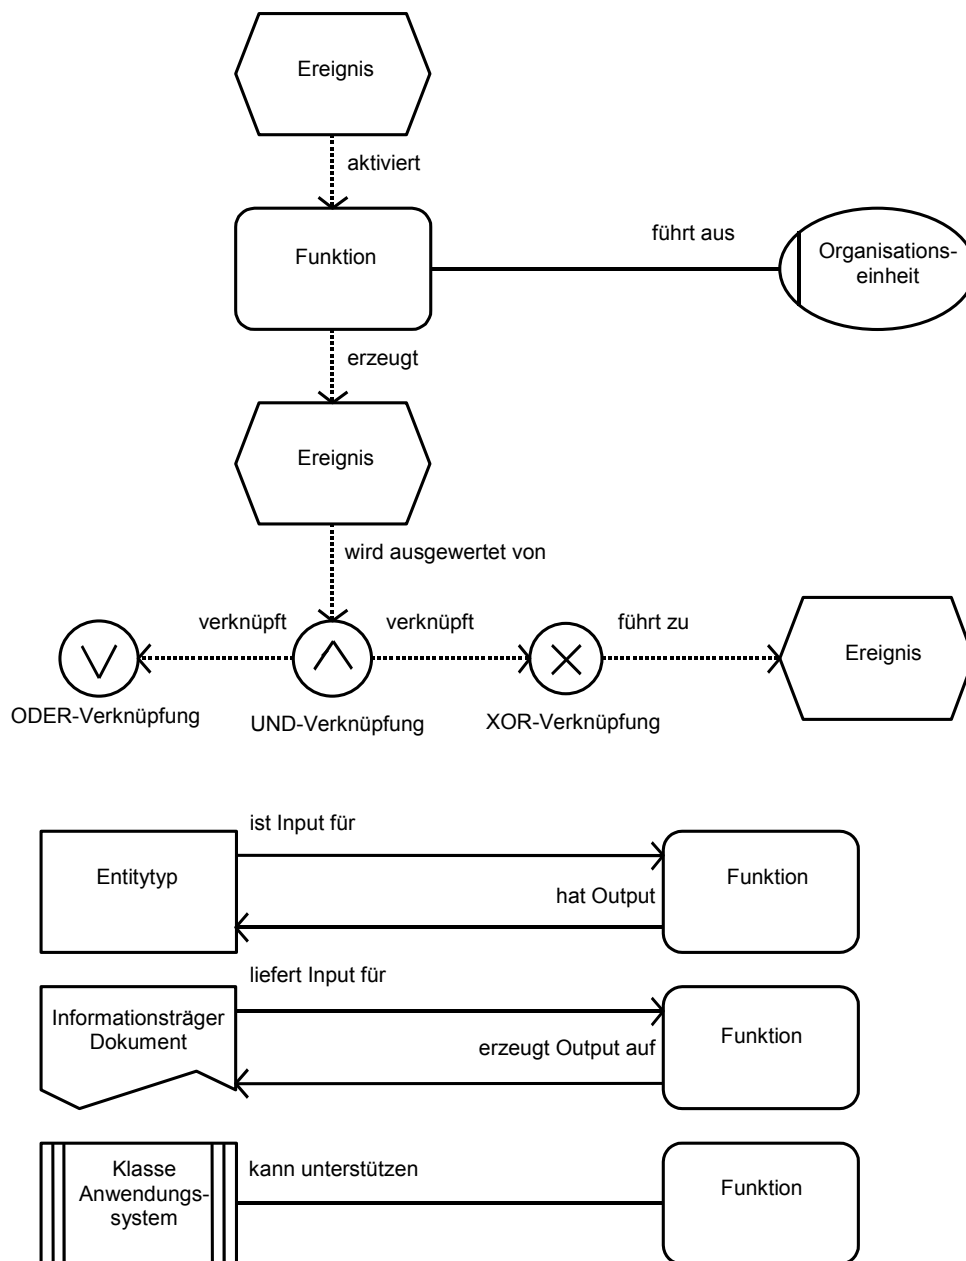 Ereignis
aktiviert
Funktion
führt aus
Organisations-
einheit
erzeugt
Ereignis
wird ausgewertet von
verknüpft
verknüpft
führt zu
Ereignis
ODER-Verknüpfung
UND-Verknüpfung
XOR-Verknüpfung
ist Input für
Entitytyp
Funktion
hat Output
liefert Input für
Informationsträger
Dokument
Funktion
erzeugt Output auf
Klasse
Anwendungs-
system
kann unterstützen
Funktion